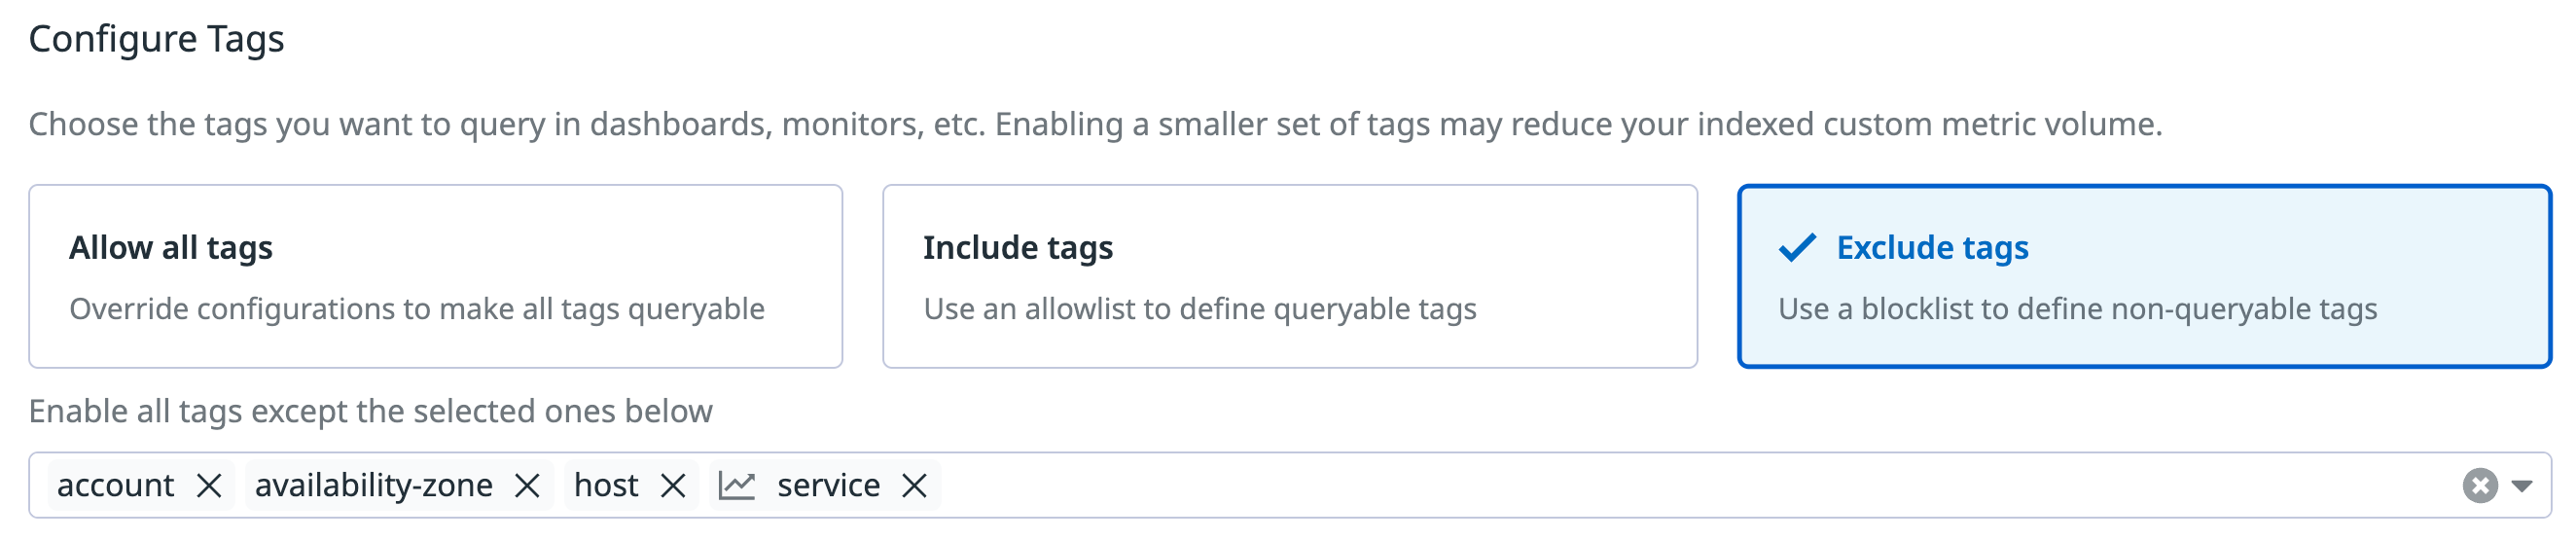 Configure Tags
Choose the tags you want to query in dashboards, monitors, etc. Enabling a smaller set of tags may reduce your indexed custom metric volume.
Allow all tags
Override configurations to make all tags queryable
Include tags
Use an allowlist to define queryable tags
Exclude tags
Use a blocklist to define non-queryable tags
Enable all tags except the selected ones below
account availability-zone host service